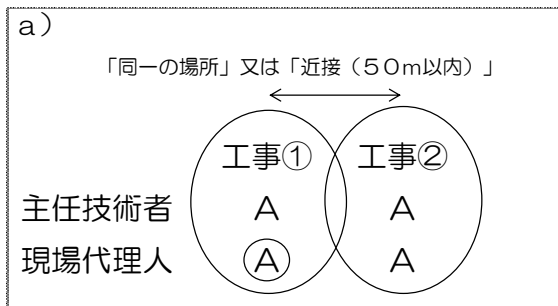 a)
「同一の場所」又は「近接（５０ｍ以内）」
工事① 工事②
主任技術者 Ａ Ａ
現場代理人 Ａ Ａ